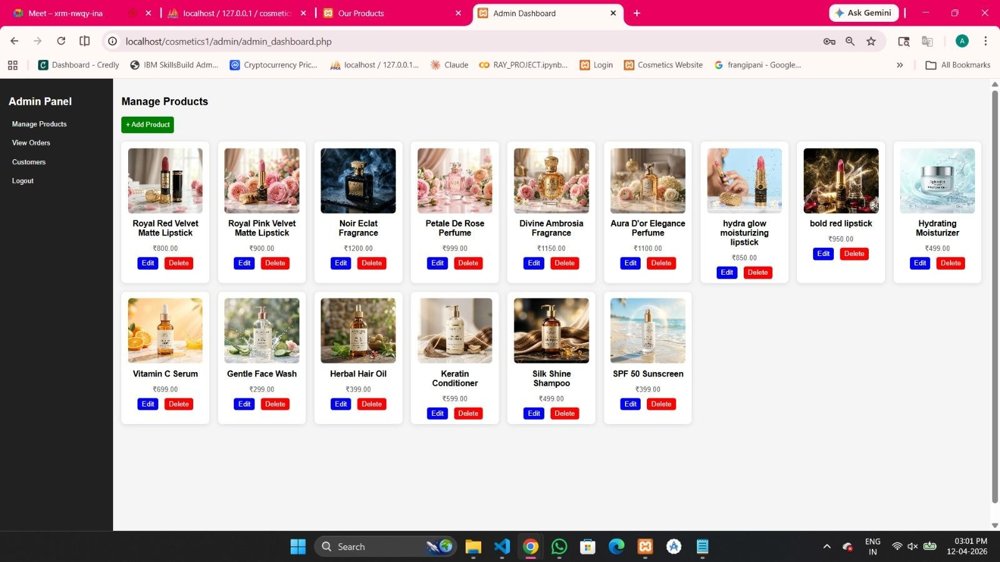 Meet – xrm-nwqy-ina
localhost / 127.0.0.1 / cosmetic
Our Products
Admin Dashboard
Ask Gemini
localhost/cosmetics1/admin/admin_dashboard.php
A
Dashboard - Credly
IBM SkillsBuild Adm...
Cryptocurrency Pric...
localhost / 127.0.0.1...
Claude
RAY_PROJECT.ipynb...
Login
Cosmetics Website
frangipani - Google...
All Bookmarks
Admin Panel
Manage Products
View Orders
Customers
Logout
Manage Products
+ Add Product
Royal Red Velvet
Matte Lipstick
₹800.00
Edit Delete
Royal Pink Velvet
Matte Lipstick
₹900.00
Edit Delete
Noir Eclat
Fragrance
₹1200.00
Edit Delete
Petale De Rose
Perfume
₹999.00
Edit Delete
Divine Ambrosia
Fragrance
₹1150.00
Edit Delete
Aura D'or Elegance
Perfume
₹1100.00
Edit Delete
hydra glow
moisturizing
lipstick
₹850.00
Edit Delete
bold red lipstick
₹950.00
Edit Delete
Hydrating
Moisturizer
₹499.00
Edit Delete
Vitamin C Serum
₹699.00
Edit Delete
Gentle Face Wash
₹299.00
Edit Delete
Herbal Hair Oil
₹399.00
Edit Delete
Keratin
Conditioner
₹599.00
Edit Delete
Silk Shine
Shampoo
₹499.00
Edit Delete
SPF 50 Sunscreen
₹399.00
Edit Delete
Search
ENG
IN
03:01 PM
12-04-2026